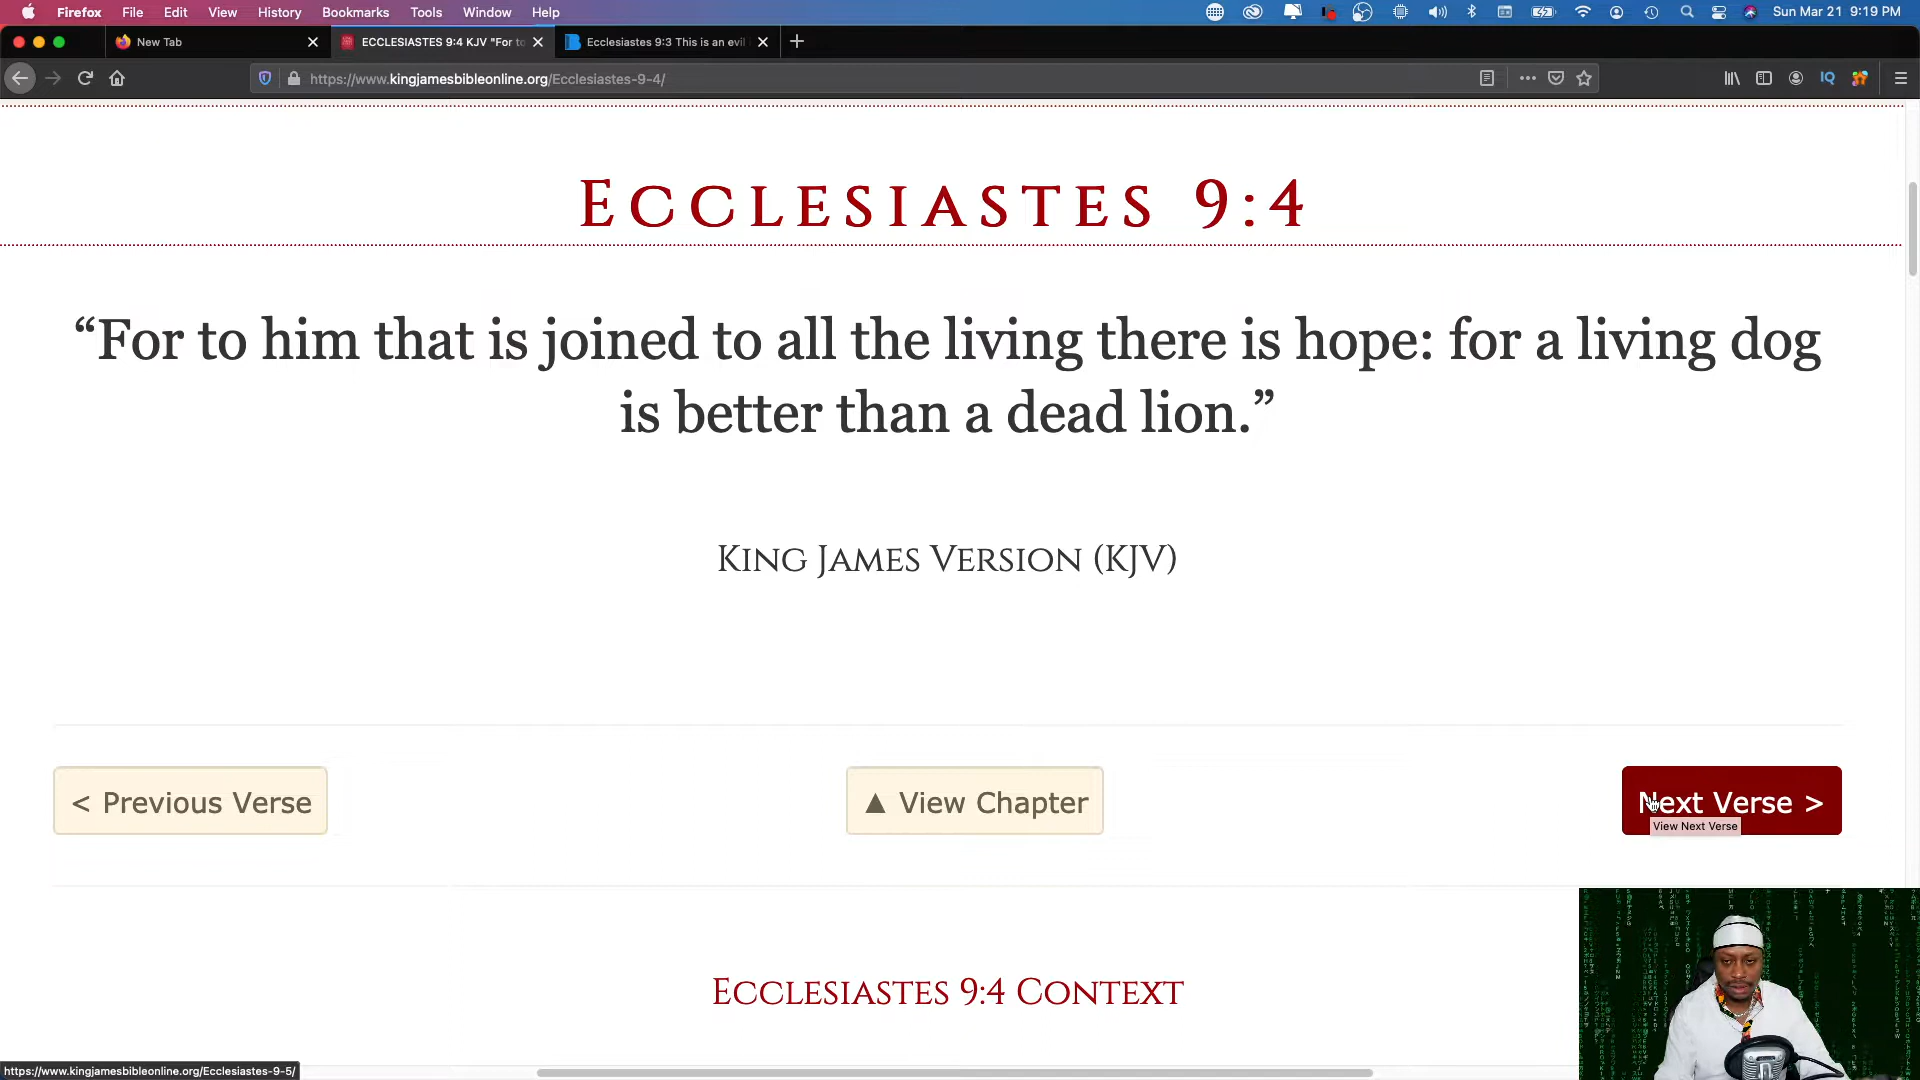 Firefox File Edit View History Bookmarks Tools Window Help Sun Mar 21 9:19 PM
New Tab ECCLESIASTES 9:4 KJV "For to Ecclesiastes 9:3 This is an evil
https://www.kingjamesbibleonline.org/Ecclesiastes-9-4/ IQ
ECCLESIASTES 9:4
“For to him that is joined to all the living there is hope: for a living dog
is better than a dead lion.”
KING JAMES VERSION (KJV)
< Previous Verse ▲ View Chapter Next Verse >
View Next Verse
ECCLESIASTES 9:4 CONTEXT
https://www.kingjamesbibleonline.org/Ecclesiastes-9-5/